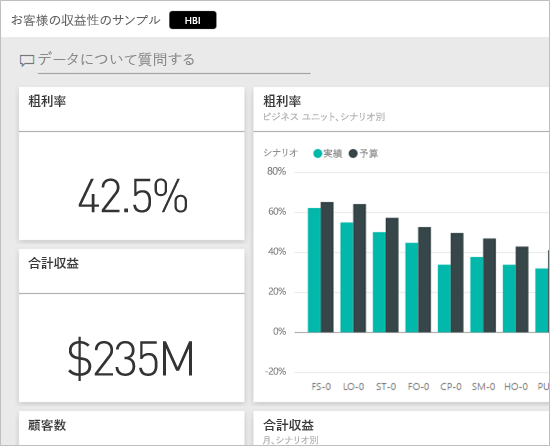 お客様の収益性のサンプル HBI
データについて質問する
粗利率
42.5%
合計収益
$235M
顧客数
粗利率
ビジネス ユニット、シナリオ別
シナリオ 実績 予算
80%
60%
40%
20%
0%
-20%
FS-0 LO-0 ST-0 FO-0 CP-0 SM-0 HO-0 PU
合計収益
月、シナリオ別